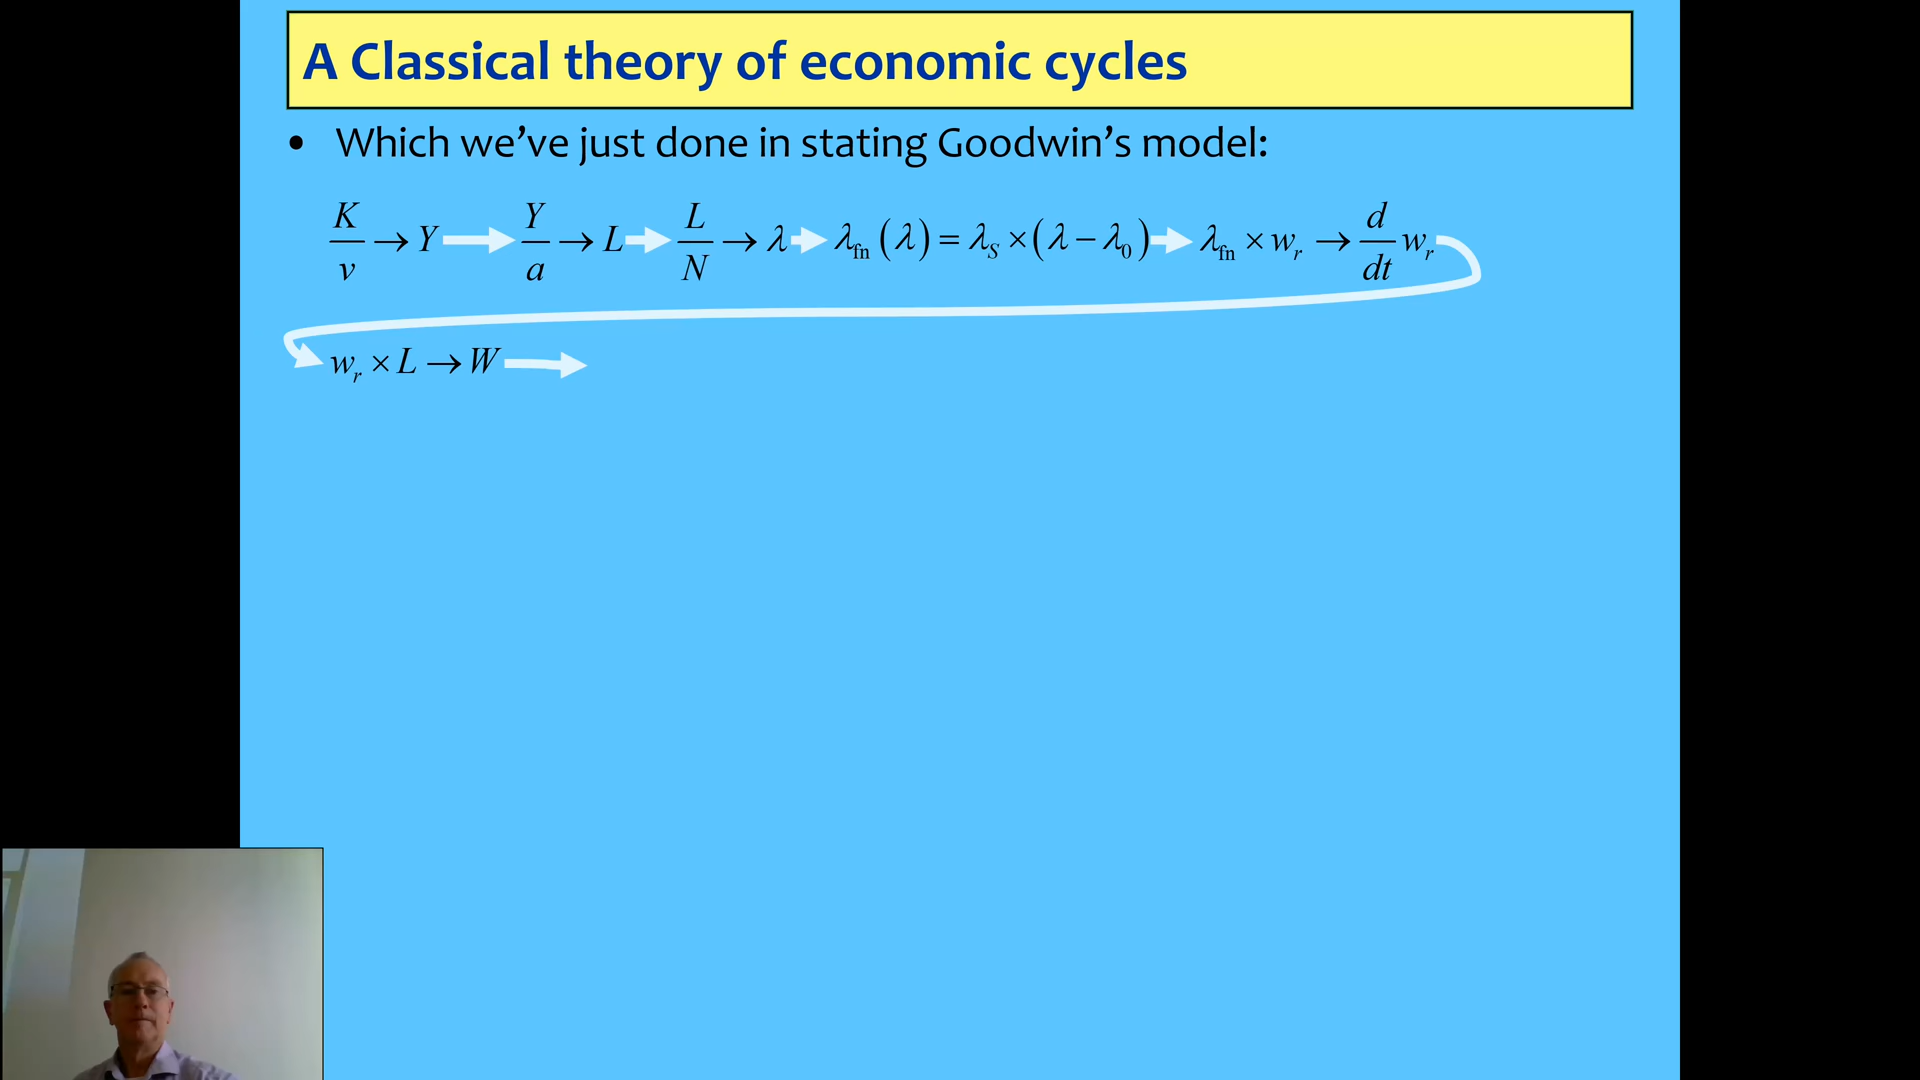 A Classical theory of economic cycles
• Which we’ve just done in stating Goodwin’s model:
K/v → Y → Y/a → L → L/N → λ → λ_fn(λ) = λ_S × (λ − λ_0) → λ_fn × w_r → d/dt w_r
w_r × L → W →